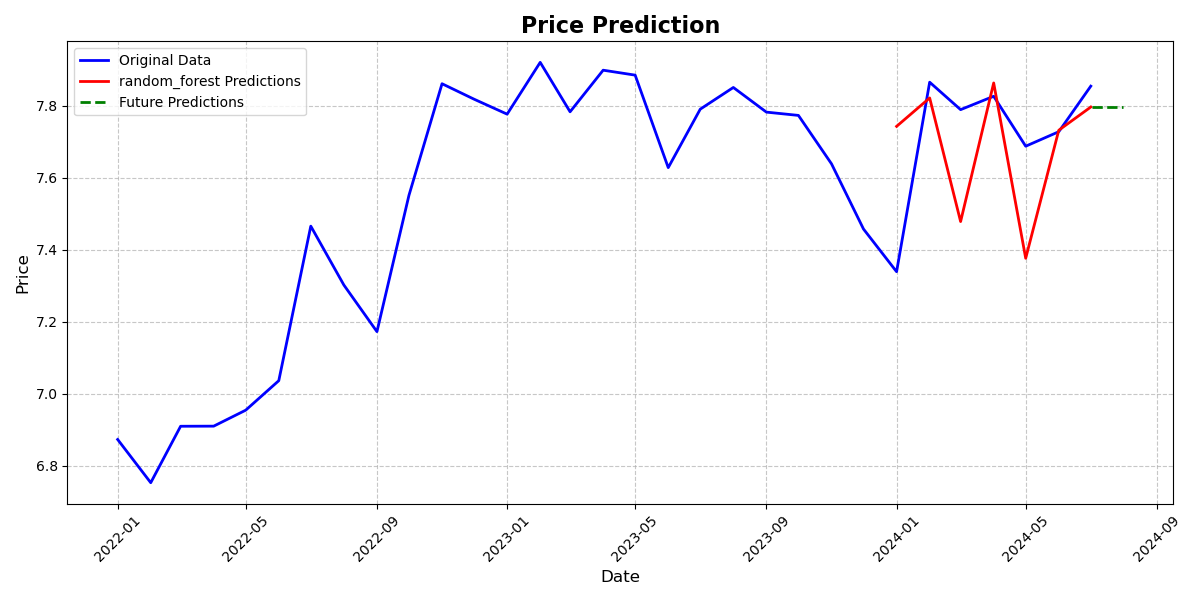 Price Prediction
Original Data
random_forest Predictions
Future Predictions
Price
7.8
7.6
7.4
7.2
7.0
6.8
2022-01
2022-05
2022-09
2023-01
2023-05
2023-09
2024-01
2024-05
2024-09
Date